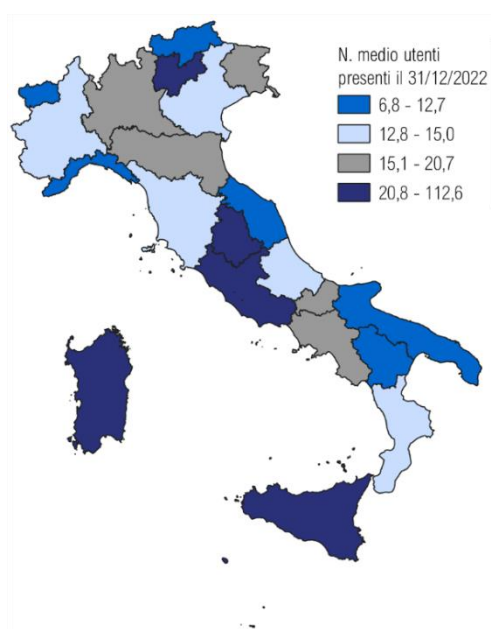 N. medio utenti
presenti il 31/12/2022
6,8 - 12,7
12,8 - 15,0
15,1 - 20,7
20,8 - 112,6